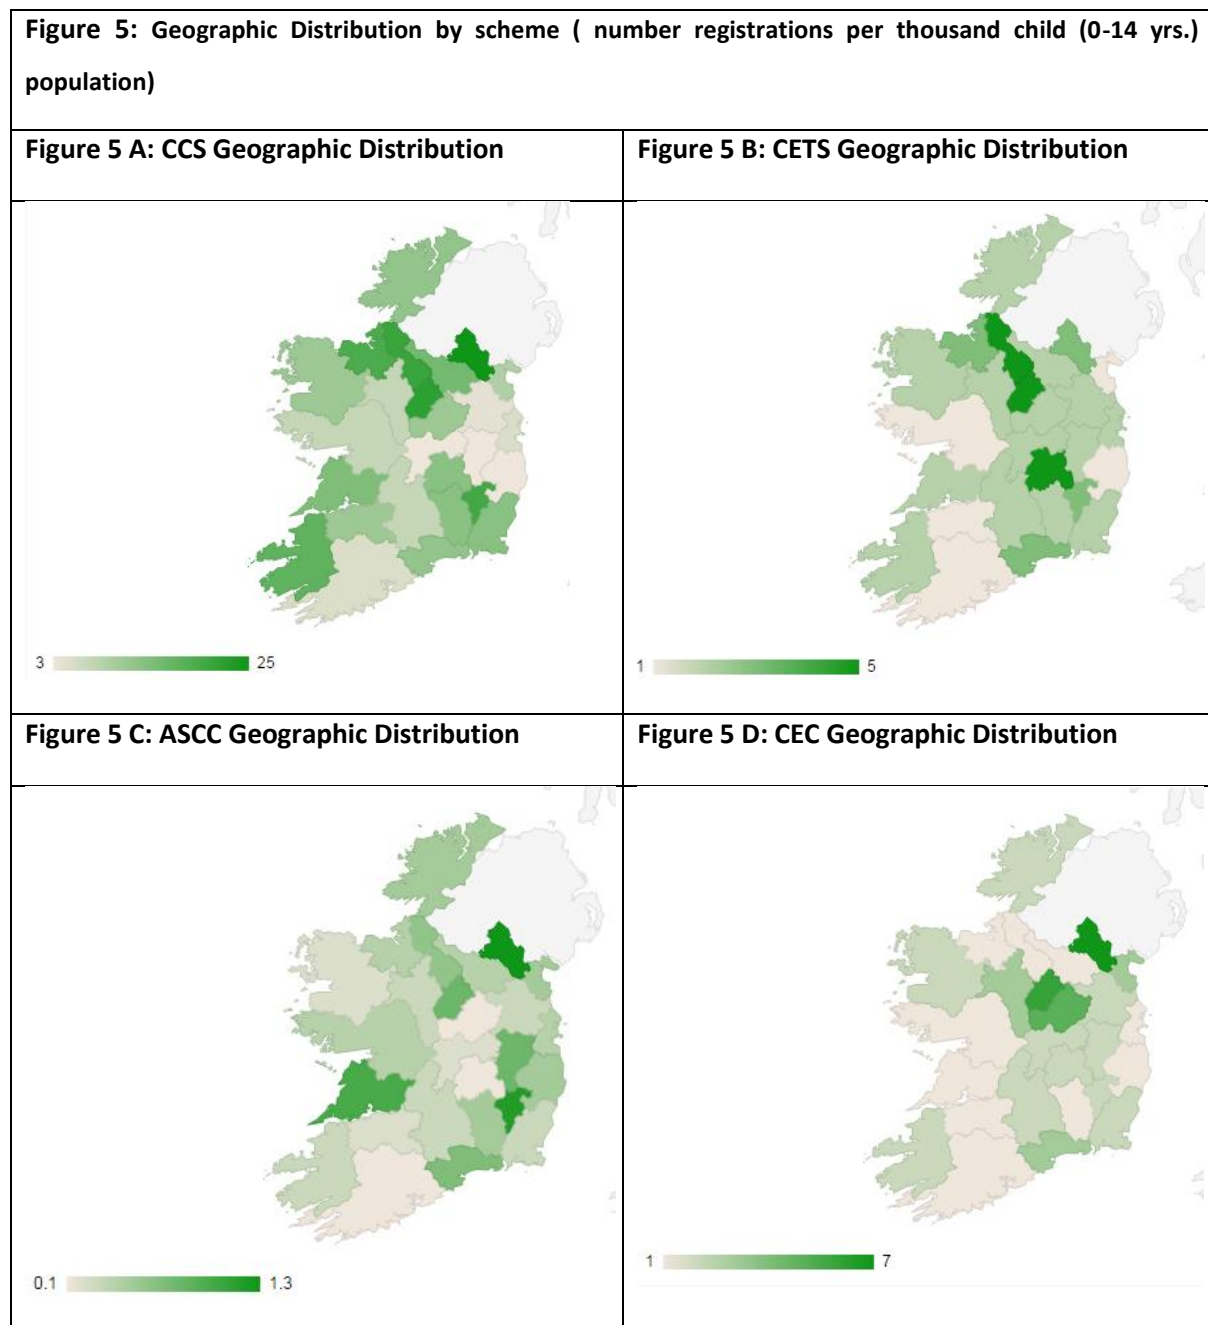 Figure 5: Geographic Distribution by scheme ( number registrations per thousand child (0-14 yrs.)
population)
Figure 5 A: CCS Geographic Distribution
Figure 5 B: CETS Geographic Distribution
3 25
1 5
Figure 5 C: ASCC Geographic Distribution
Figure 5 D: CEC Geographic Distribution
0.1 1.3
1 7